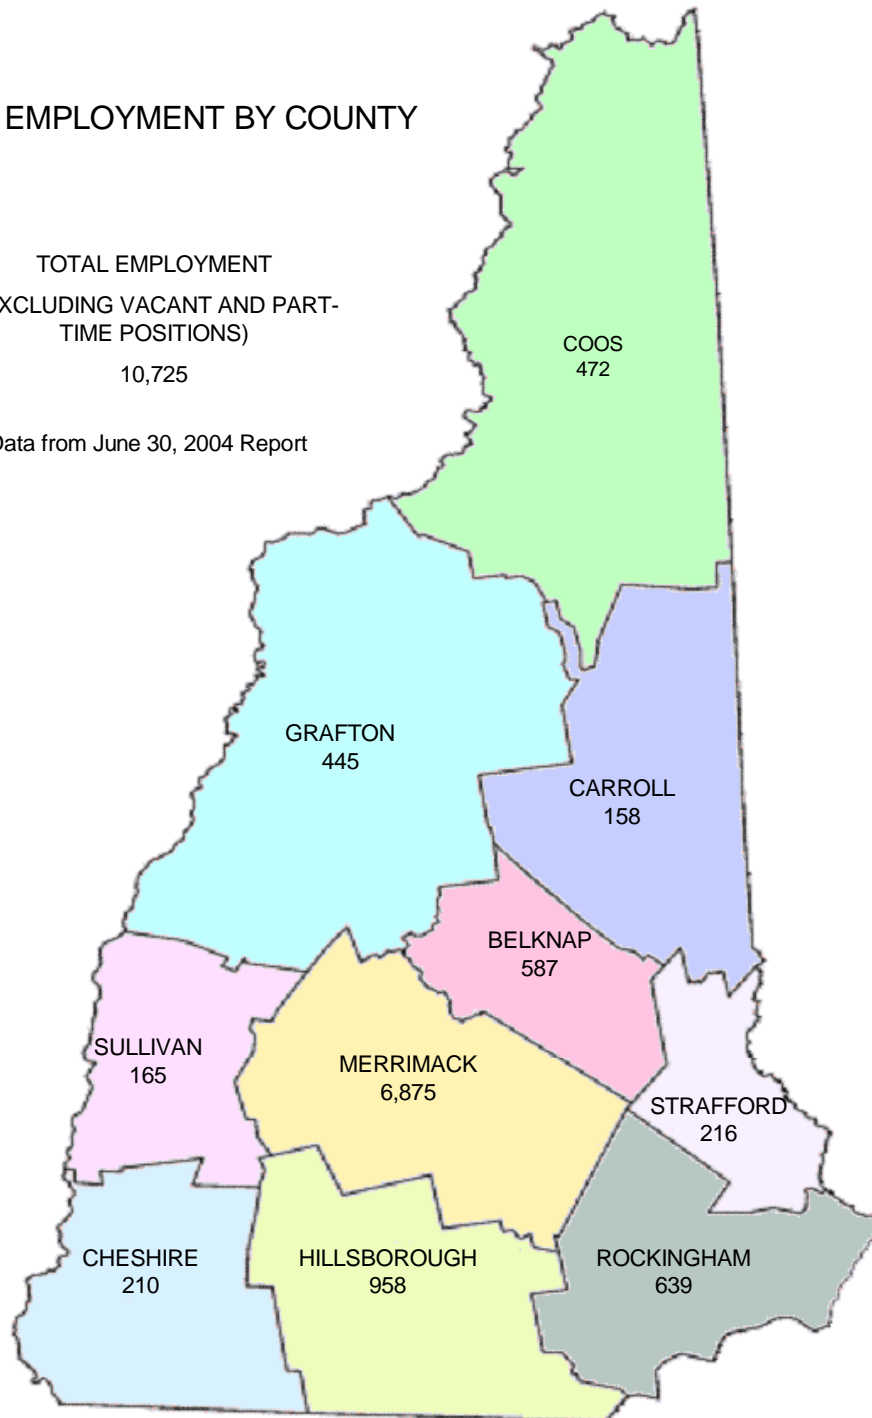 EMPLOYMENT BY COUNTY
TOTAL EMPLOYMENT
XCLUDING VACANT AND PART-
TIME POSITIONS)
10,725
Data from June 30, 2004 Report
COOS
472
GRAFTON
445
CARROLL
158
BELKNAP
587
SULLIVAN
165
MERRIMACK
6,875
STRAFFORD
216
CHESHIRE
210
HILLSBOROUGH
958
ROCKINGHAM
639